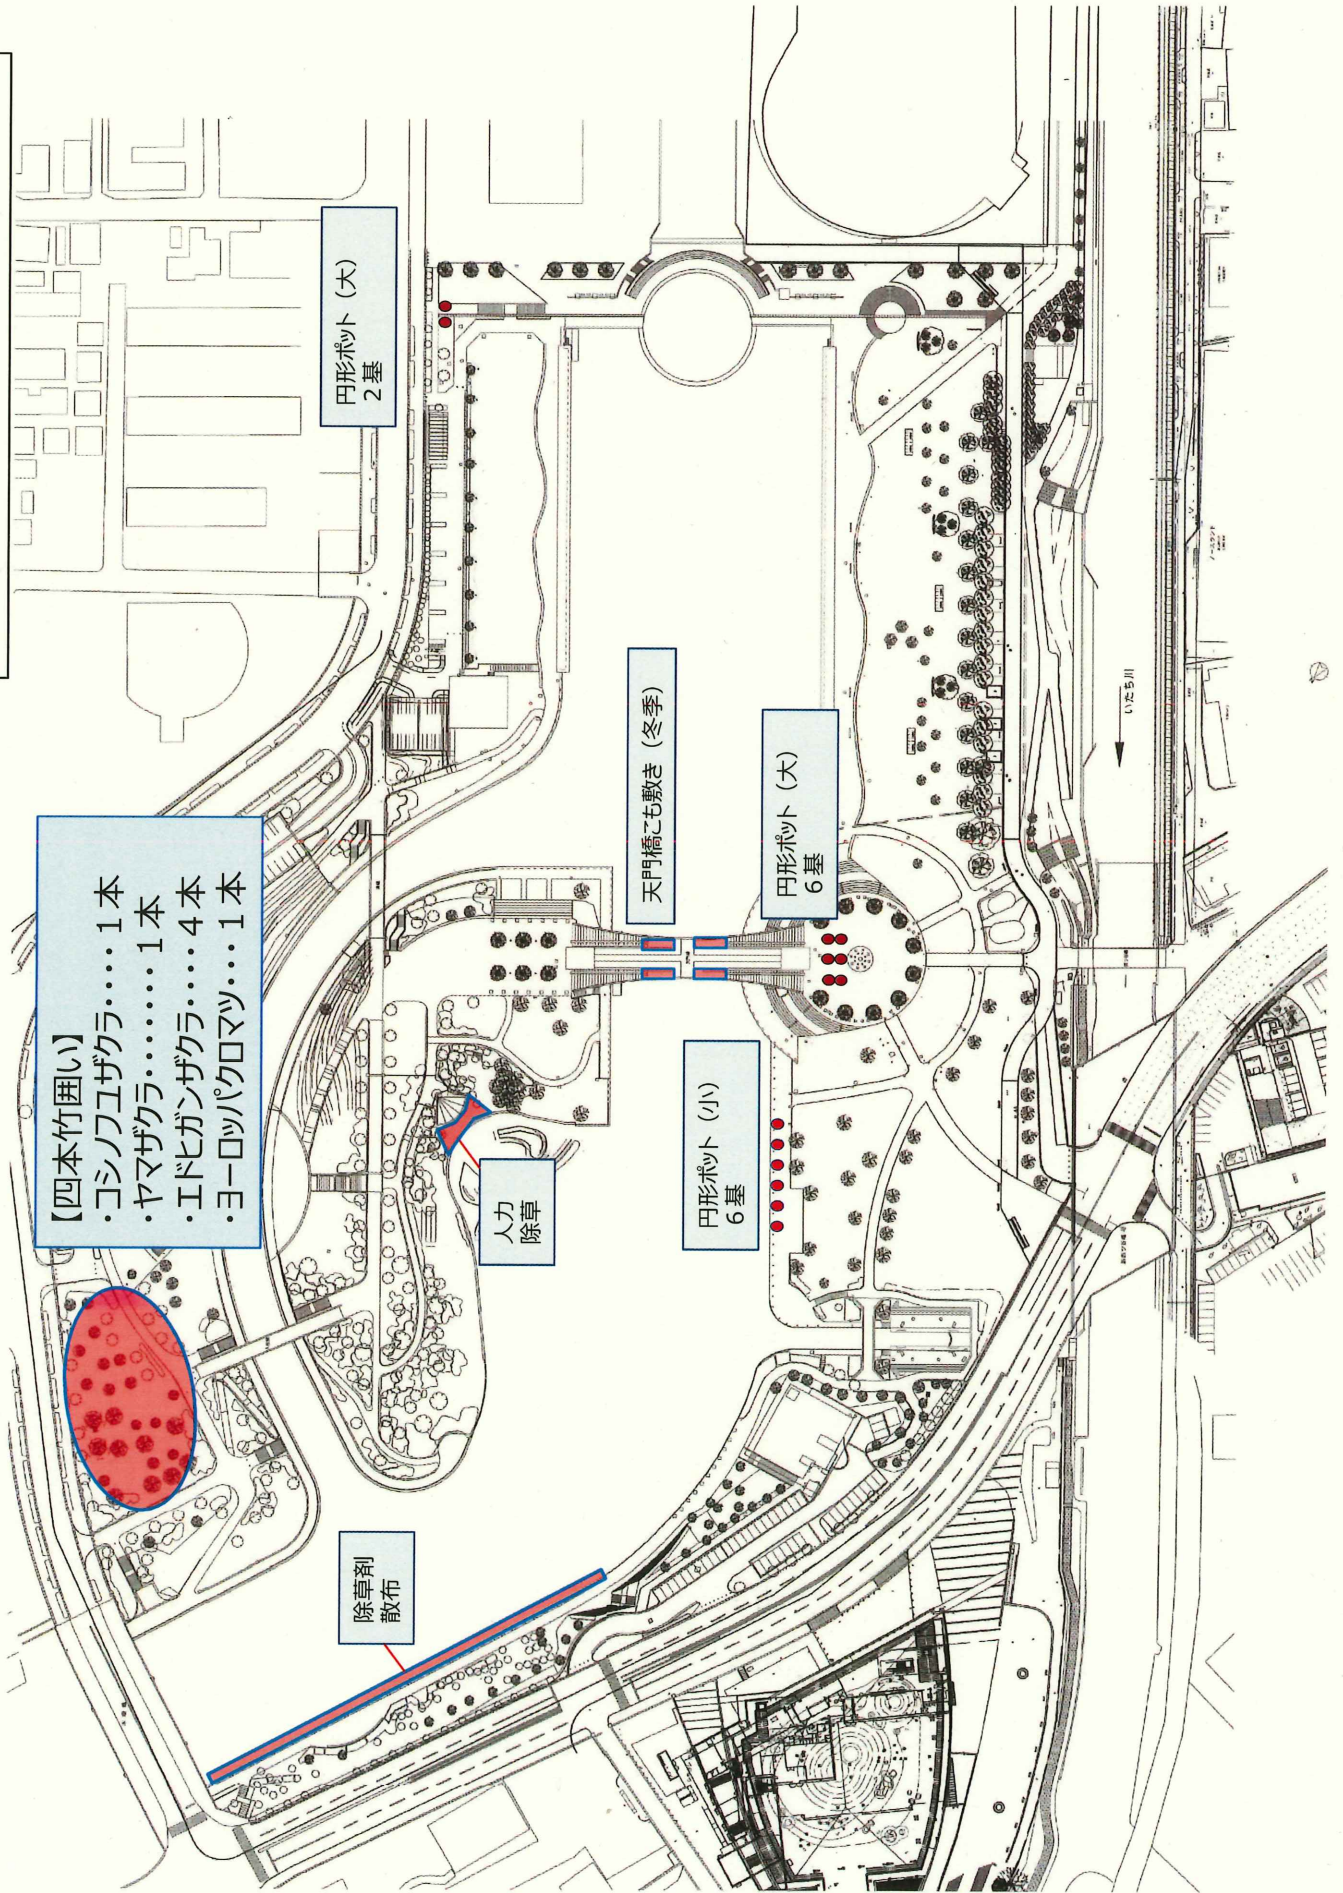 【四本竹囲い】
・コシノフユザクラ‥‥‥1本
・ヤマザクラ‥‥‥‥‥1本
・エドヒガンザクラ‥‥‥4本
・ヨーロッパクロマツ‥‥1本
円形ポット（大）
2基
天門橋こも敷き（冬季）
円形ポット（大）
6基
人力
除草
円形ポット（小）
6基
除草剤
散布
いたち川